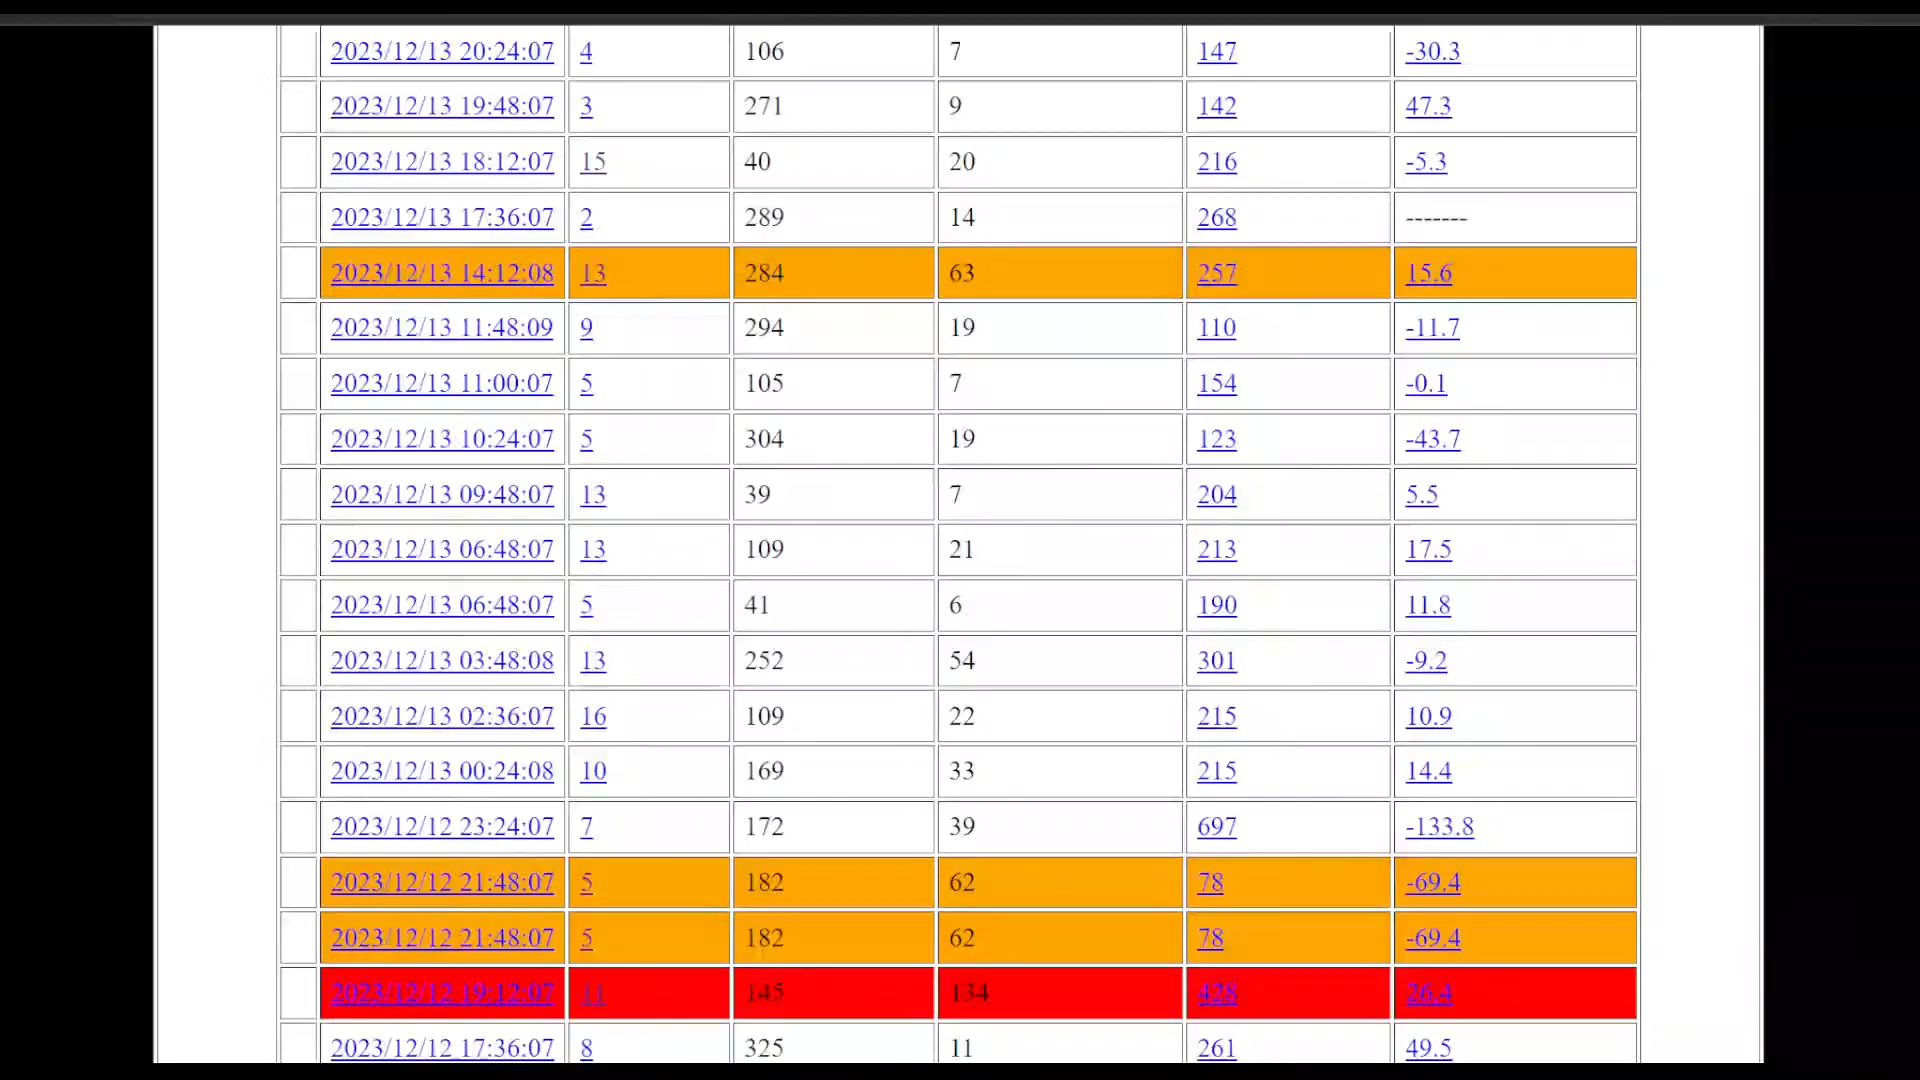 2023/12/13 20:24:07 4 106 7 147 -30.3
2023/12/13 19:48:07 3 271 9 142 47.3
2023/12/13 18:12:07 15 40 20 216 -5.3
2023/12/13 17:36:07 2 289 14 268 -------
2023/12/13 14:12:08 13 284 63 257 15.6
2023/12/13 11:48:09 9 294 19 110 -11.7
2023/12/13 11:00:07 5 105 7 154 -0.1
2023/12/13 10:24:07 5 304 19 123 -43.7
2023/12/13 09:48:07 13 39 7 204 5.5
2023/12/13 06:48:07 13 109 21 213 17.5
2023/12/13 06:48:07 5 41 6 190 11.8
2023/12/13 03:48:08 13 252 54 301 -9.2
2023/12/13 02:36:07 16 109 22 215 10.9
2023/12/13 00:24:08 10 169 33 215 14.4
2023/12/12 23:24:07 7 172 39 697 -133.8
2023/12/12 21:48:07 5 182 62 78 -69.4
2023/12/12 21:48:07 5 182 62 78 -69.4
2023/12/12 19:12:07 11 145 134 428 26.4
2023/12/12 17:36:07 8 325 11 261 49.5